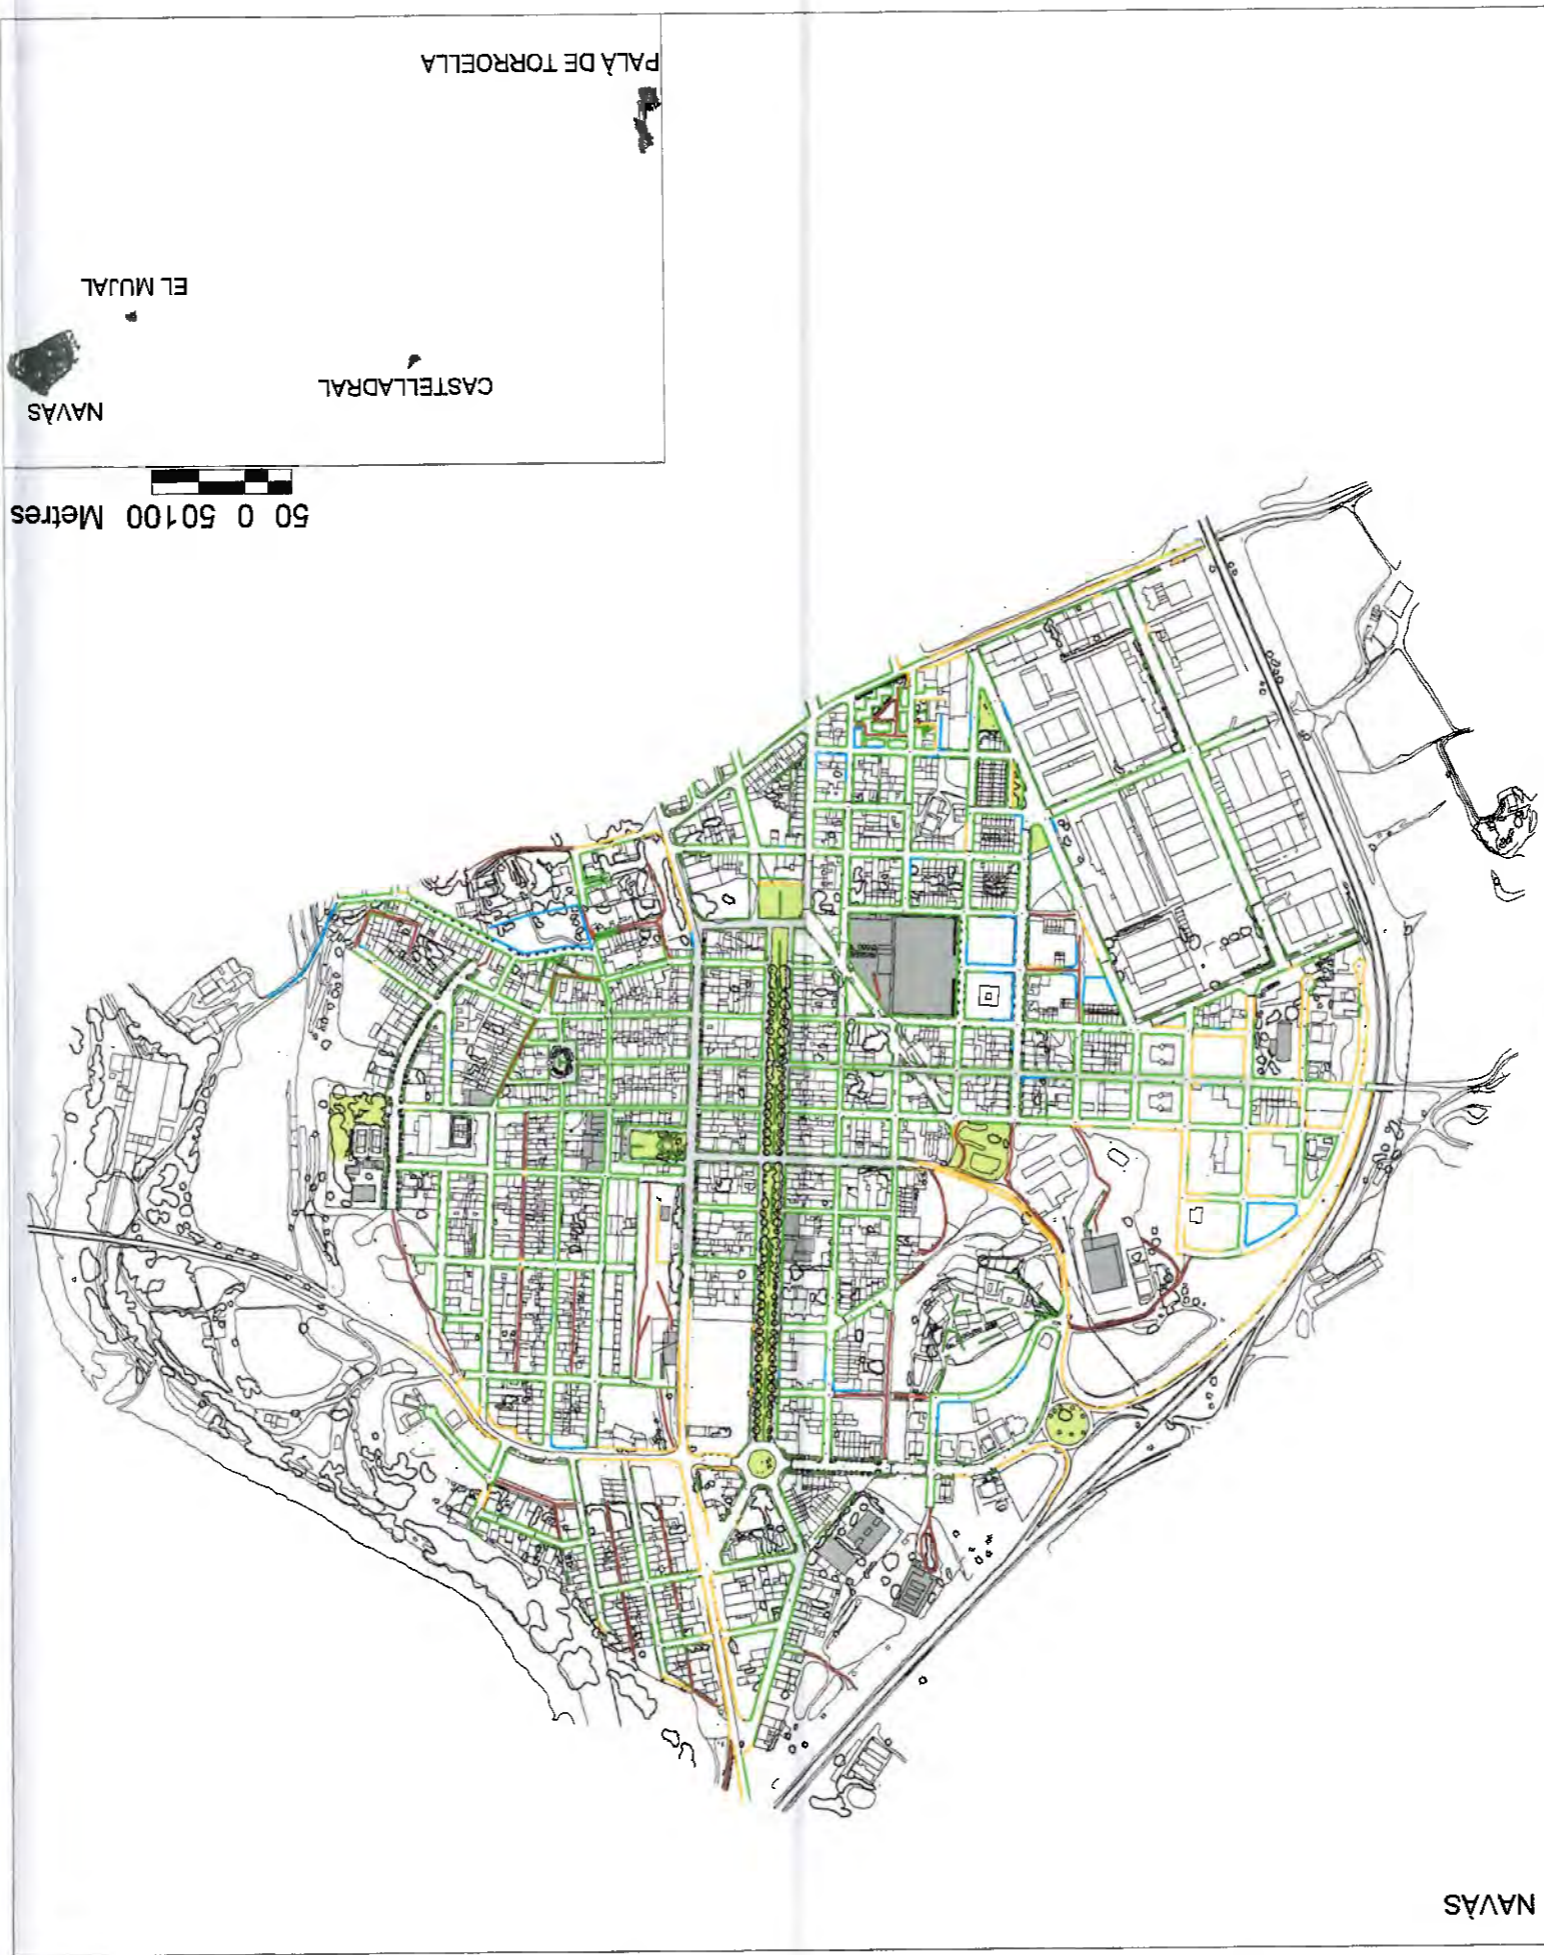 NAVÀS
50 0 50100 Metres
NAVÀS
CASTELLADRAL
EL MUJAL
PALÀ DE TORROELLA